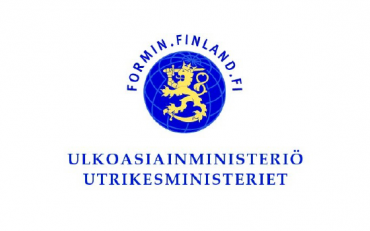 FORMIN.FINLAND.FI
ULKOASIAINMINISTERIÖ
UTRIKESMINISTERIET